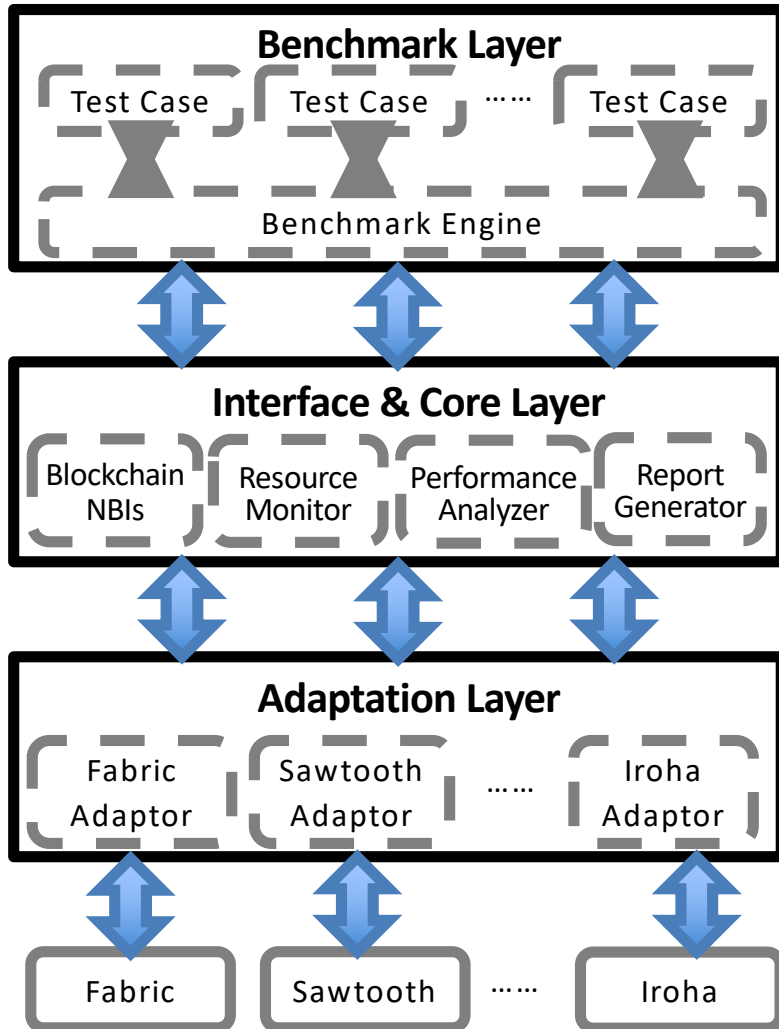 Benchmark Layer
Test Case Test Case …… Test Case
Benchmark Engine
Interface & Core Layer
Blockchain NBIs
Resource Monitor
Performance Analyzer
Report Generator
Adaptation Layer
Fabric Adaptor
Sawtooth Adaptor
……
Iroha Adaptor
Fabric Sawtooth …… Iroha